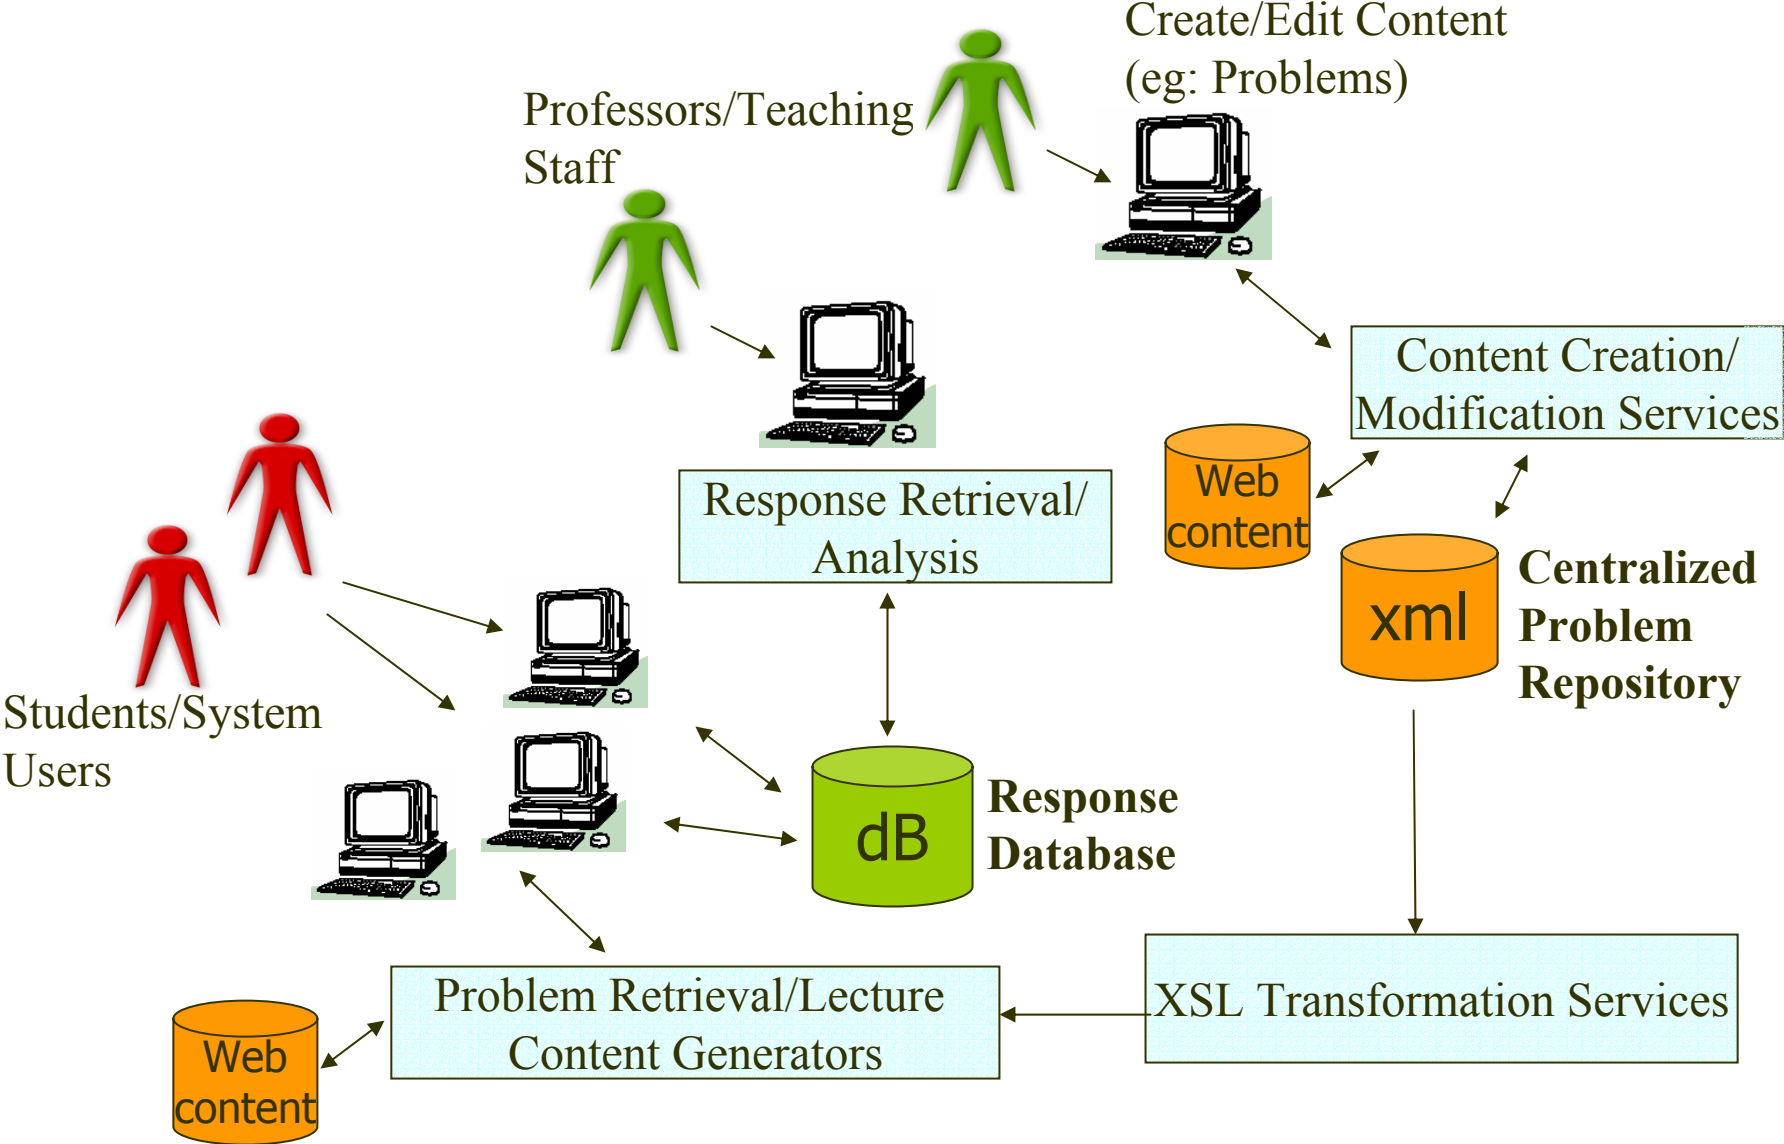 Create/Edit Content
(eg: Problems)
Professors/Teaching
Staff
Content Creation/
Modification Services
Web
content
Response Retrieval/
Analysis
xml
Centralized
Problem
Repository
Students/System
Users
dB
Response
Database
Problem Retrieval/Lecture
Content Generators
XSL Transformation Services
Web
content